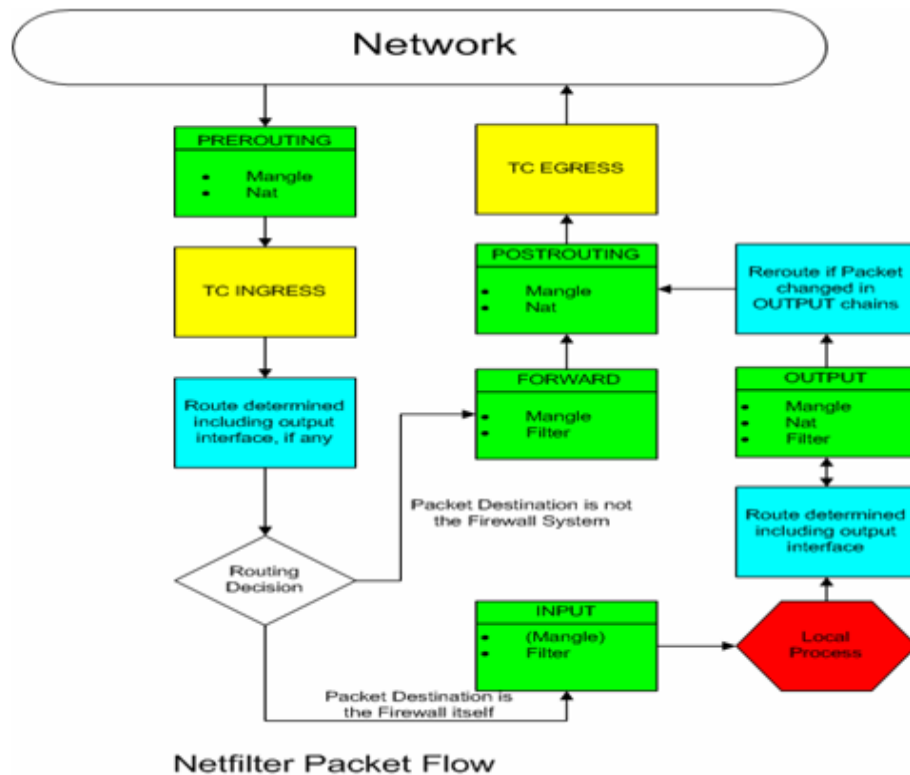 Network
PREROUTING
• Mangle
• Nat
TC INGRESS
Route determined
including output
interface, if any
Routing
Decision
Packet Destination is
the Firewall itself
Packet Destination is not
the Firewall System
TC EGRESS
POSTROUTING
• Mangle
• Nat
FORWARD
• Mangle
• Filter
INPUT
• (Mangle)
• Filter
Reroute if Packet
changed in
OUTPUT chains
OUTPUT
• Mangle
• Nat
• Filter
Route determined
including output
interface
Local
Process
Netfilter Packet Flow